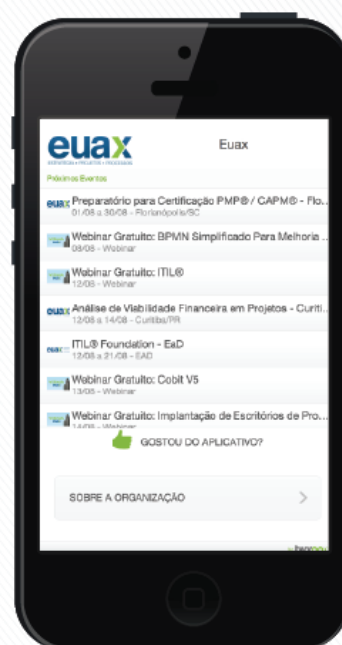 euax
Euax
ESTRATÉGIA • PROJETOS • PROCESSOS
Próximos Eventos
Preparatório para Certificação PMP® / CAPM® - Flo...
01/08 a 30/08 - Florianópolis/SC
Webinar Gratuito: BPMN Simplificado Para Melhoria ...
08/08 - Webinar
Webinar Gratuito: ITIL®
12/08 - Webinar
Análise de Viabilidade Financeira em Projetos - Curiti...
12/08 a 14/08 - Curitiba/PR
ITIL® Foundation - EaD
12/08 a 21/08 - EAD
Webinar Gratuito: Cobit V5
13/08 - Webinar
Webinar Gratuito: Implantação de Escritórios de Pro...
14/08 - Webinar
GOSTOU DO APLICATIVO?
SOBRE A ORGANIZAÇÃO